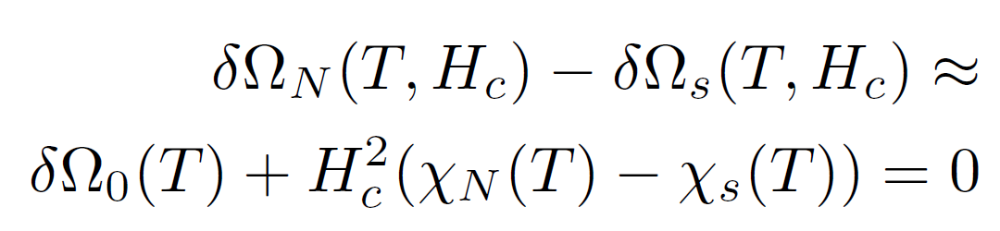 δΩ_N(T, H_c) − δΩ_s(T, H_c) ≈
δΩ_0(T) + H_c^2(χ_N(T) − χ_s(T)) = 0